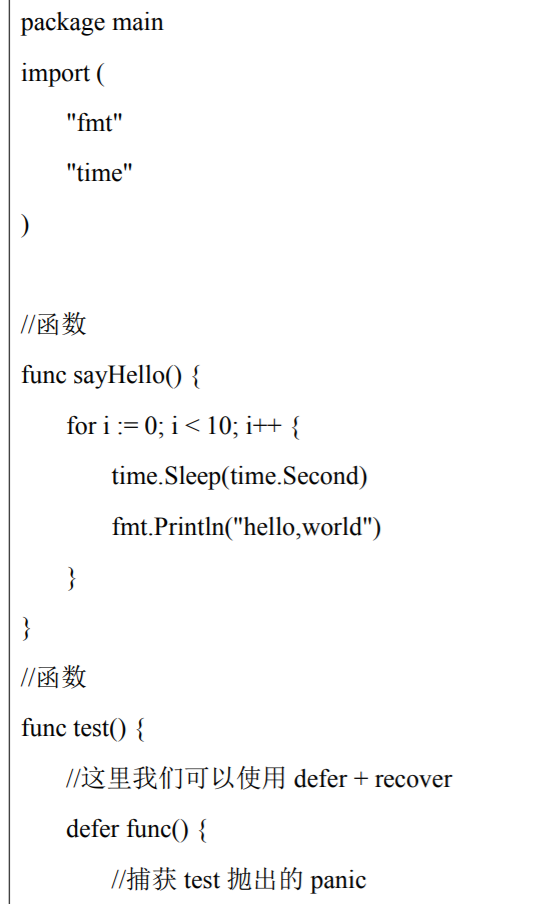 package main
import (
"fmt"
"time"
)
//函数
func sayHello() {
for i := 0; i < 10; i++ {
time.Sleep(time.Second)
fmt.Println("hello,world")
}
}
//函数
func test() {
//这里我们可以使用 defer + recover
defer func() {
//捕获 test 抛出的 panic